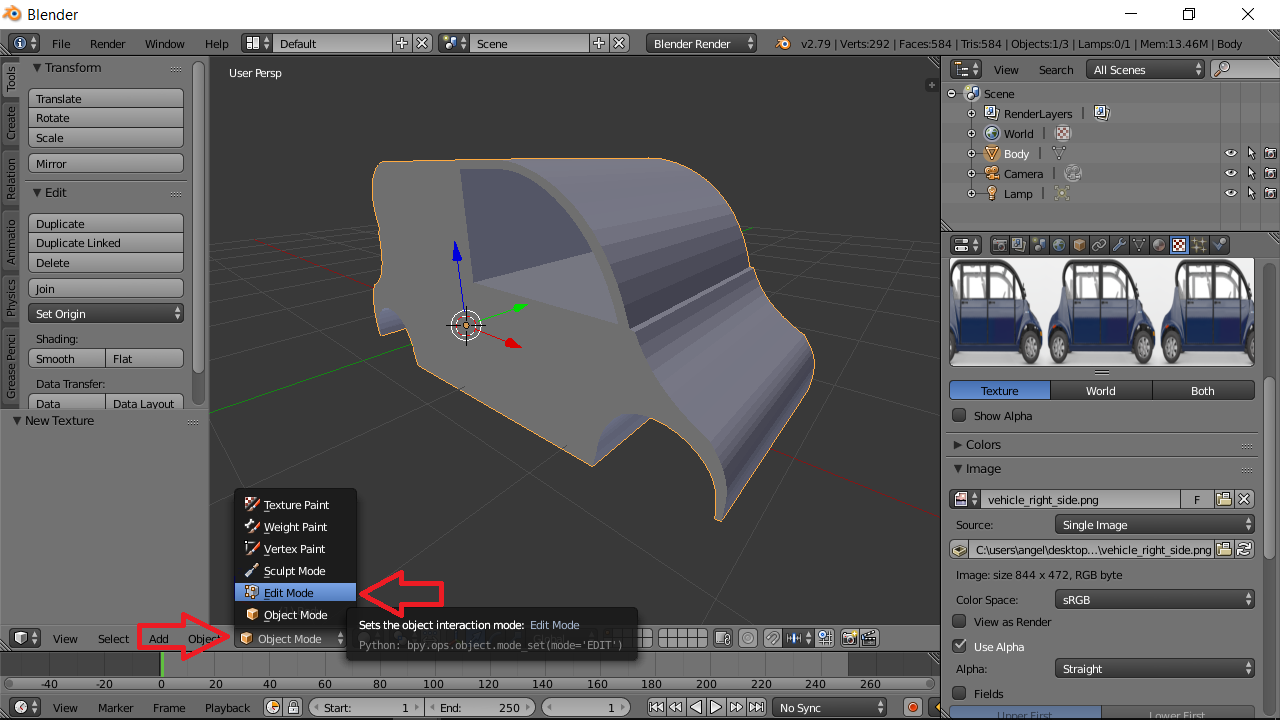 Blender
File Render Window Help Default Scene Blender Render v2.79 | Verts:292 | Faces:584 | Tris:584 | Objects:1/3 | Lamps:0/1 | Mem:13.46M | Body
Tools
Create
Relation
Animatio
Physics
Grease Penci
Transform
Translate
Rotate
Scale
Mirror
Edit
Duplicate
Duplicate Linked
Delete
Join
Set Origin
Shading:
Smooth Flat
Data Transfer:
Data Data Layout
New Texture
User Persp
Texture Paint
Weight Paint
Vertex Paint
Sculpt Mode
Edit Mode
Object Mode
View Select Add Objec Object Mode
Sets the object interaction mode: Edit Mode
Python: bpy.ops.object.mode_set(mode='EDIT')
View Search All Scenes
Scene
RenderLayers |
World |
Body |
Camera |
Lamp |
Texture World Both
Show Alpha
Colors
Image
vehicle_right_side.png F
Source: Single Image
C:\users\angel\desktop...\vehicle_right_side.png
Image: size 844 x 472, RGB byte
Color Space: sRGB
View as Render
Use Alpha
Alpha: Straight
Fields
Upper First Lower First
-40 -20 0 20 40 60 80 100 120 140 160 180 200 220 240 260
View Marker Frame Playback Start: 1 End: 250 1 No Sync